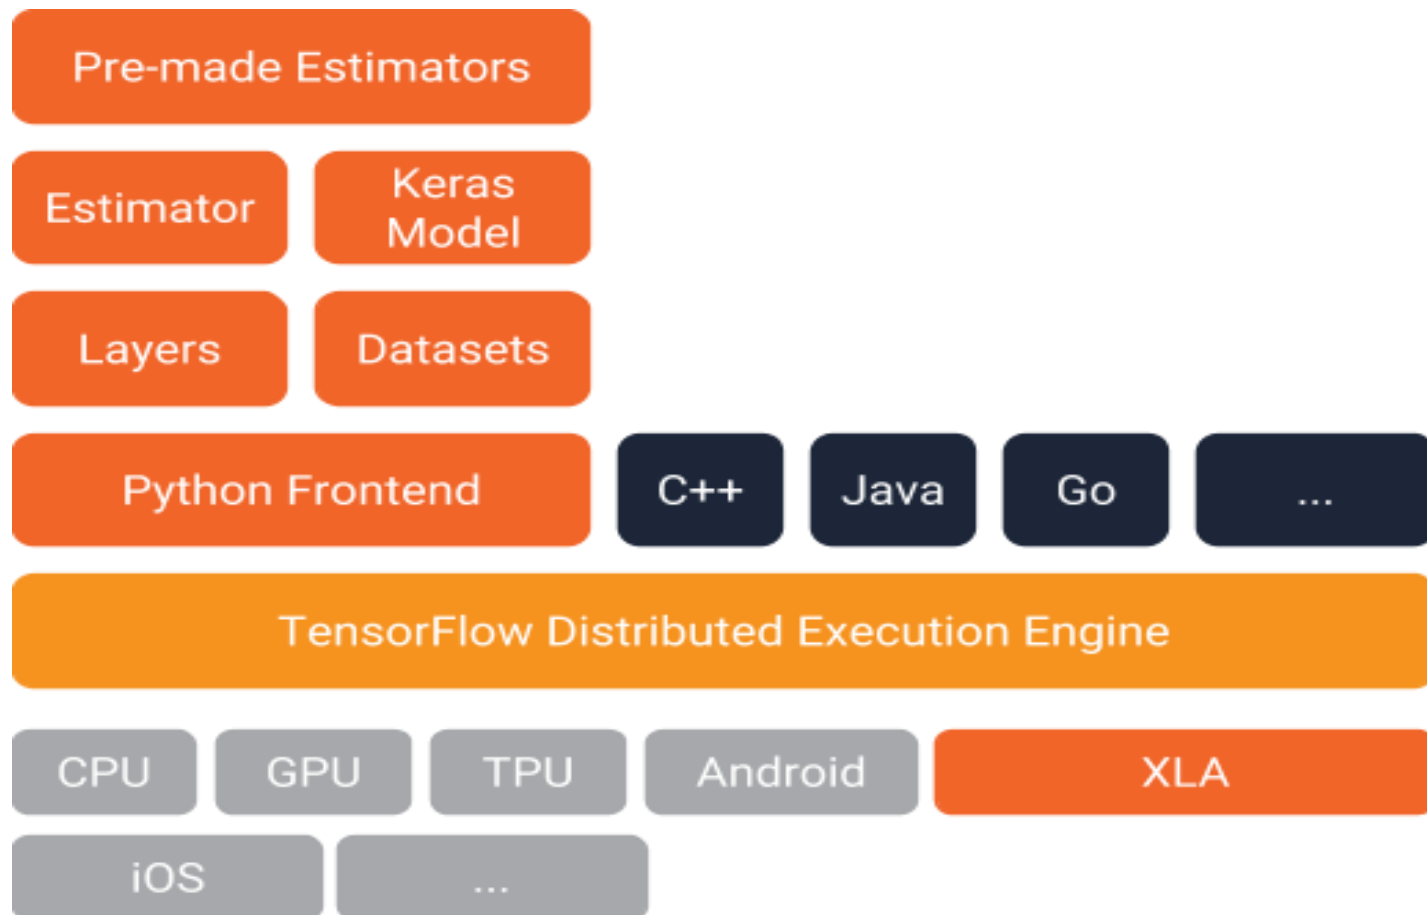 Pre-made Estimators
Estimator
Keras
Model
Layers
Datasets
Python Frontend
C++
Java
Go
...
TensorFlow Distributed Execution Engine
CPU
GPU
TPU
Android
XLA
iOS
...